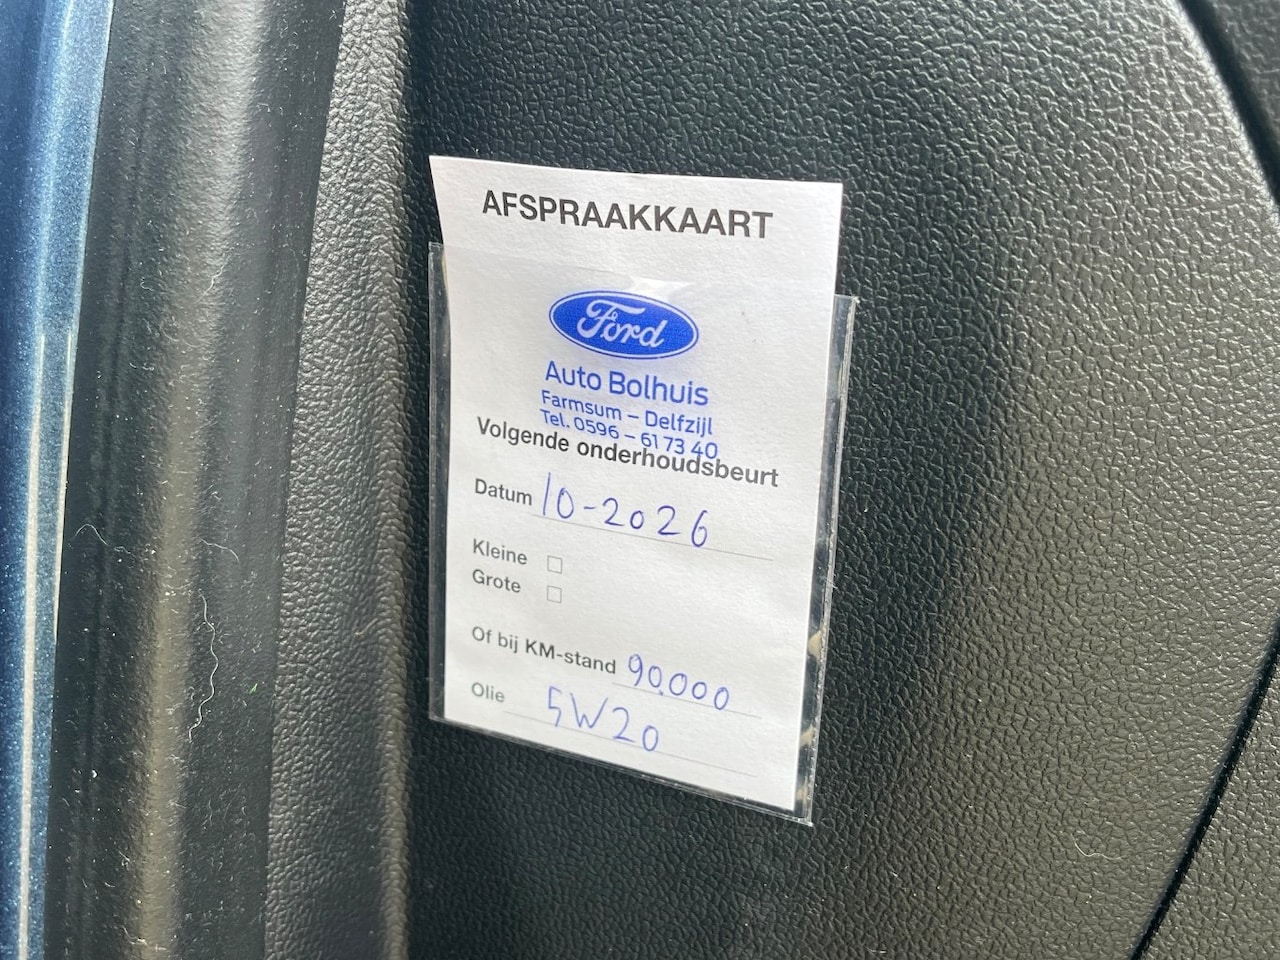 AFSPRAAKKAART
Ford
Auto Bolhuis
Farmsum – Delfzijl
Tel. 0596 – 61 73 40
Volgende onderhoudsbeurt
Datum 10-2026
Kleine ☐
Grote ☐
Of bij KM-stand 90.000
Olie 5W20